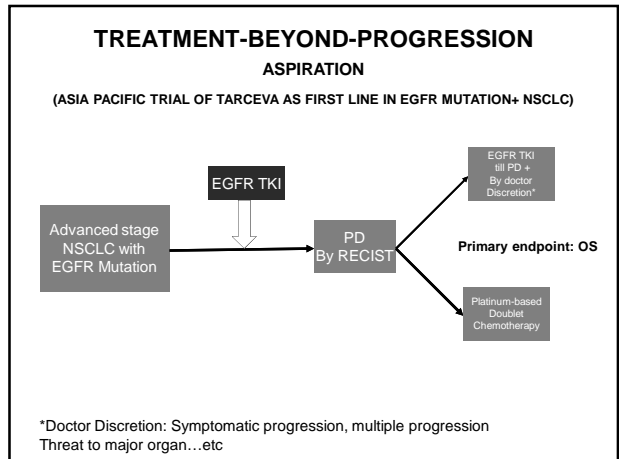 TREATMENT-BEYOND-PROGRESSION
ASPIRATION
(ASIA PACIFIC TRIAL OF TARCEVA AS FIRST LINE IN EGFR MUTATION+ NSCLC)
EGFR TKI
Advanced stage
NSCLC with
EGFR Mutation
PD
By RECIST
EGFR TKI
till PD +
By doctor
Discretion*
Primary endpoint: OS
Platinum-based
Doublet
Chemotherapy
*Doctor Discretion: Symptomatic progression, multiple progression
Threat to major organ…etc